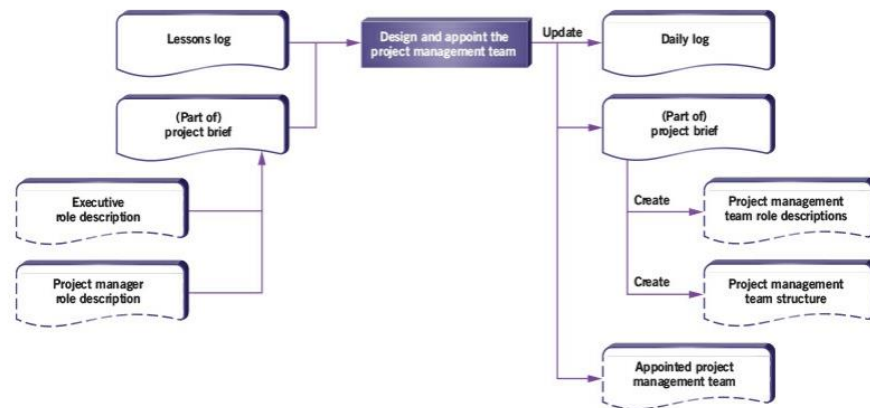 Lessons log
Design and appoint the
project management team
Update
Daily log
(Part of)
project brief
(Part of)
project brief
Executive
role description
Create
Project management
team role descriptions
Project manager
role description
Create
Project management
team structure
Appointed project
management team